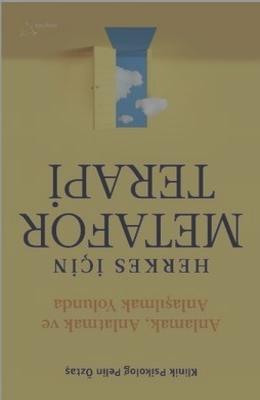 Klinik Psikolog Pelin Öztaş
Anlamak, Anlatmak ve
Anlaşılmak Yolunda
HERKES İÇİN
METAFOR
TERAPİ